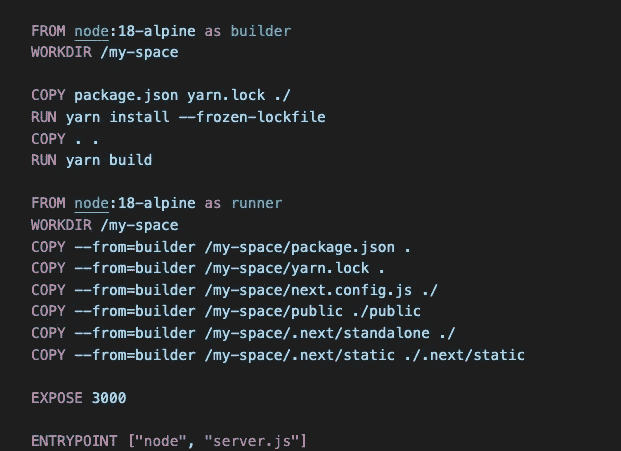 FROM node:18-alpine as builder
WORKDIR /my-space
COPY package.json yarn.lock ./
RUN yarn install --frozen-lockfile
COPY . .
RUN yarn build
FROM node:18-alpine as runner
WORKDIR /my-space
COPY --from=builder /my-space/package.json .
COPY --from=builder /my-space/yarn.lock .
COPY --from=builder /my-space/next.config.js ./
COPY --from=builder /my-space/public ./public
COPY --from=builder /my-space/.next/standalone ./
COPY --from=builder /my-space/.next/static ./.next/static
EXPOSE 3000
ENTRYPOINT ["node", "server.js"]